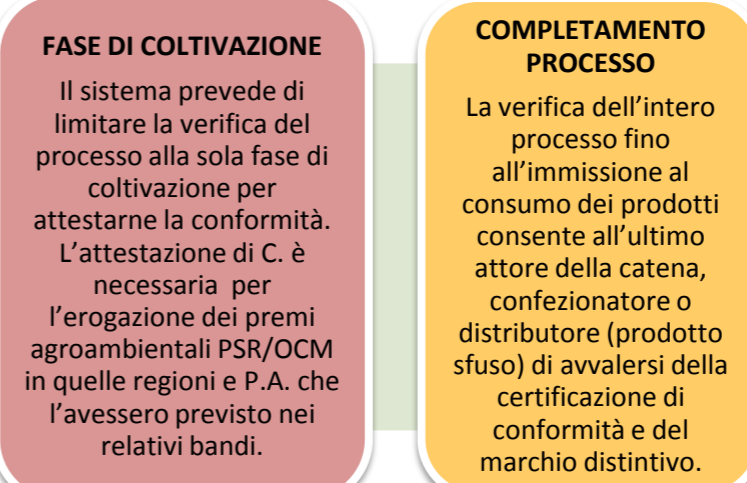 FASE DI COLTIVAZIONE
Il sistema prevede di
limitare la verifica del
processo alla sola fase di
coltivazione per
attestarne la conformità.
L’attestazione di C. è
necessaria per
l’erogazione dei premi
agroambientali PSR/OCM
in quelle regioni e P.A. che
l’avessero previsto nei
relativi bandi.
COMPLETAMENTO
PROCESSO
La verifica dell’intero
processo fino
all’immissione al
consumo dei prodotti
consente all’ultimo
attore della catena,
confezionatore o
distributore (prodotto
sfuso) di avvalersi della
certificazione di
conformità e del
marchio distintivo.